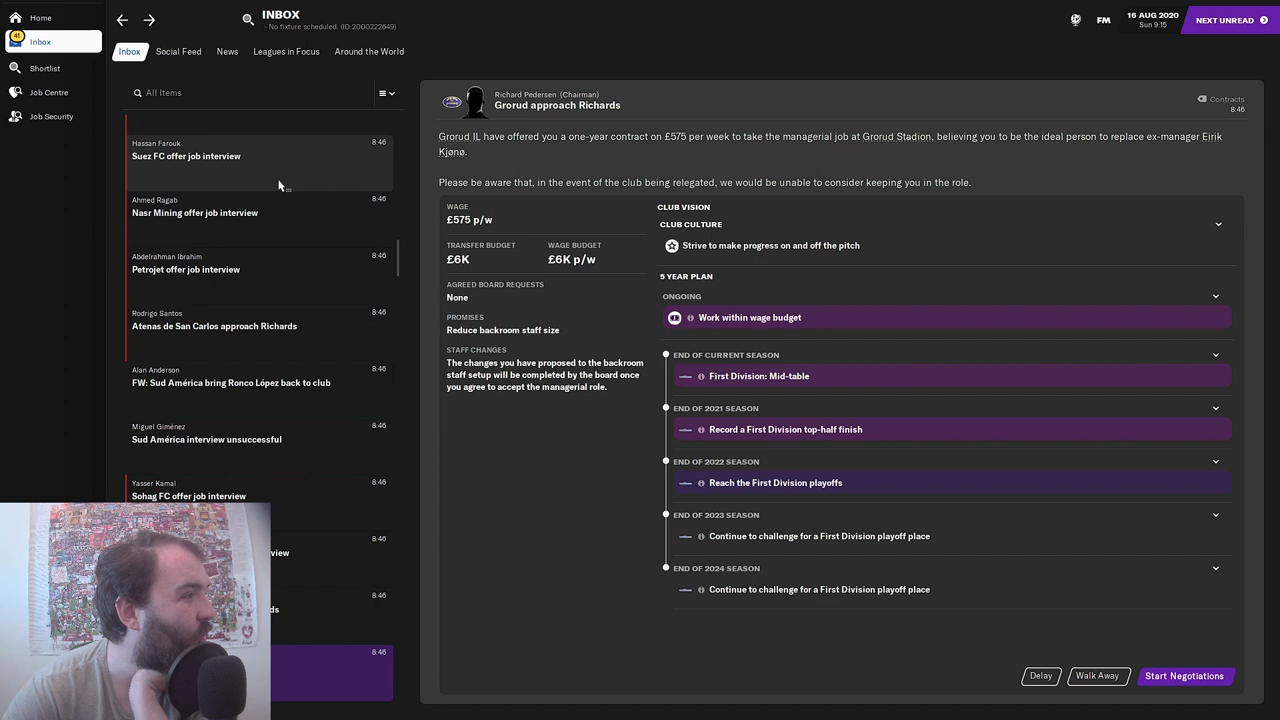 Home
41
Inbox
Shortlist
Job Centre
Job Security
INBOX
- No fixture scheduled. (ID:2000222649)
FM
16 AUG 2020
Sun 9:15
NEXT UNREAD
Inbox
Social Feed
News
Leagues in Focus
Around the World
All Items
Hassan Farouk
8:46
Suez FC offer job interview
Ahmed Ragab
8:46
Nasr Mining offer job interview
Abdelrahman Ibrahim
8:46
Petrojet offer job interview
Rodrigo Santos
8:46
Atenas de San Carlos approach Richards
Alan Anderson
8:46
FW: Sud América bring Ronco López back to club
Miguel Giménez
8:46
Sud América interview unsuccessful
Yasser Kamal
8:46
Sohag FC offer job interview
8:46
8:46
8:46
Richard Pedersen (Chairman)
Grorud approach Richards
Contracts
8:46
Grorud IL have offered you a one-year contract on £575 per week to take the managerial job at Grorud Stadion, believing you to be the ideal person to replace ex-manager Eirik
Kjønø.
Please be aware that, in the event of the club being relegated, we would be unable to consider keeping you in the role.
WAGE
£575 p/w
TRANSFER BUDGET
£6K
WAGE BUDGET
£6K p/w
AGREED BOARD REQUESTS
None
PROMISES
Reduce backroom staff size
STAFF CHANGES
The changes you have proposed to the backroom
staff setup will be completed by the board once
you agree to accept the managerial role.
CLUB VISION
CLUB CULTURE
Strive to make progress on and off the pitch
5 YEAR PLAN
ONGOING
Work within wage budget
END OF CURRENT SEASON
First Division: Mid-table
END OF 2021 SEASON
Record a First Division top-half finish
END OF 2022 SEASON
Reach the First Division playoffs
END OF 2023 SEASON
Continue to challenge for a First Division playoff place
END OF 2024 SEASON
Continue to challenge for a First Division playoff place
Delay
Walk Away
Start Negotiations